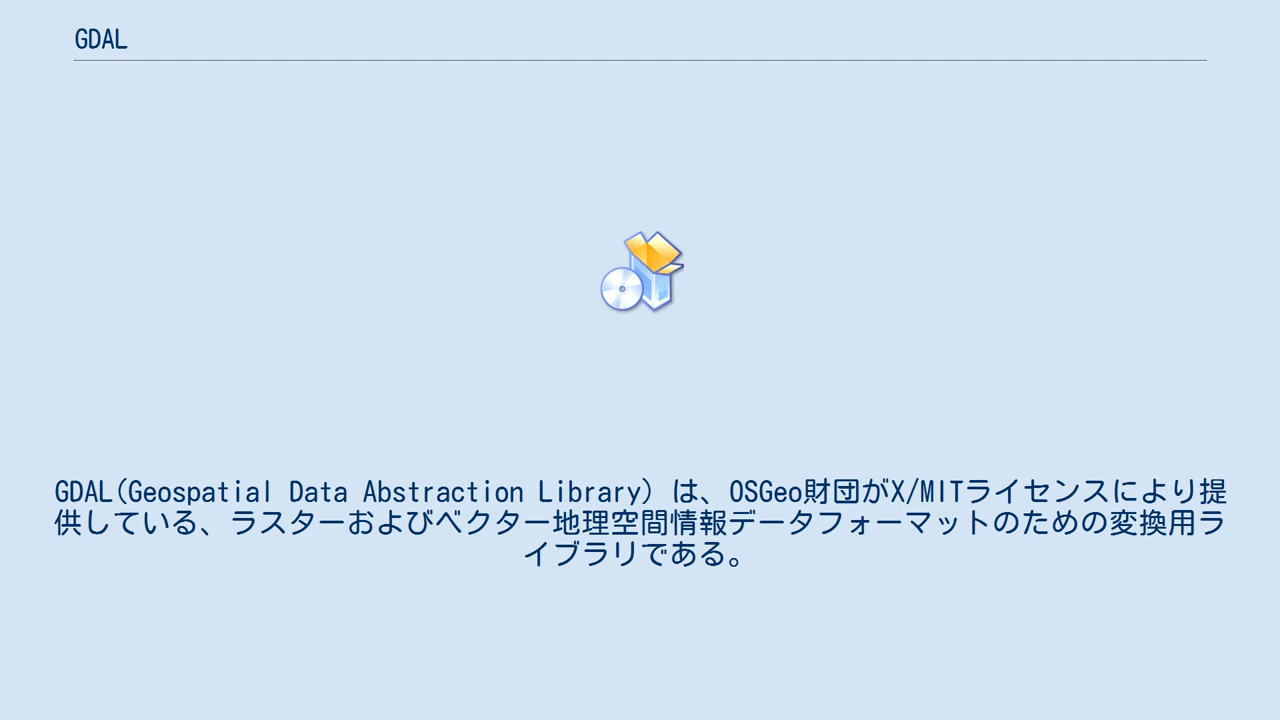 GDAL
GDAL(Geospatial Data Abstraction Library) は、OSGeo財団がX/MITライセンスにより提
供している、ラスターおよびベクター地理空間情報データフォーマットのための変換用ラ
イブラリである。